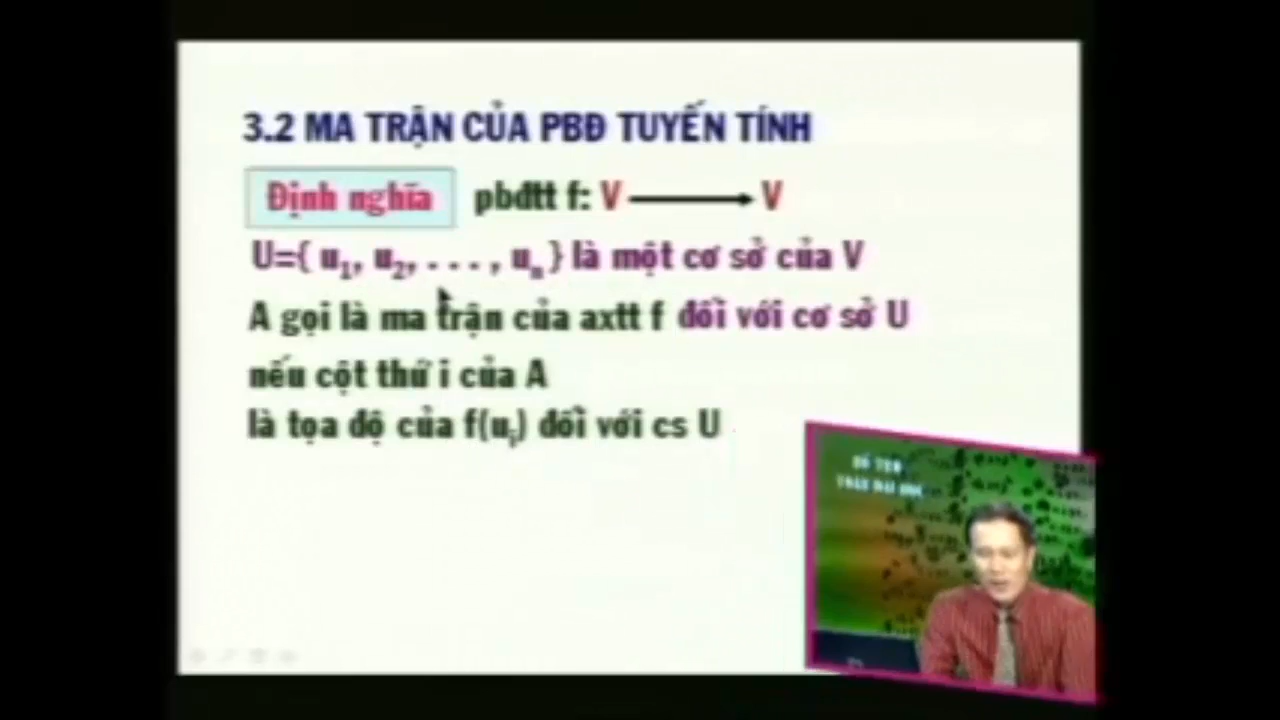 3.2 MA TRẬN CỦA PBĐ TUYẾN TÍNH
Định nghĩa pbđtt f: V → V
U={ u1, u2, . . . , un } là một cơ sở của V
A gọi là ma trận của axtt f đối với cơ sở U
nếu cột thứ i của A
là tọa độ của f(ui) đối với cs U